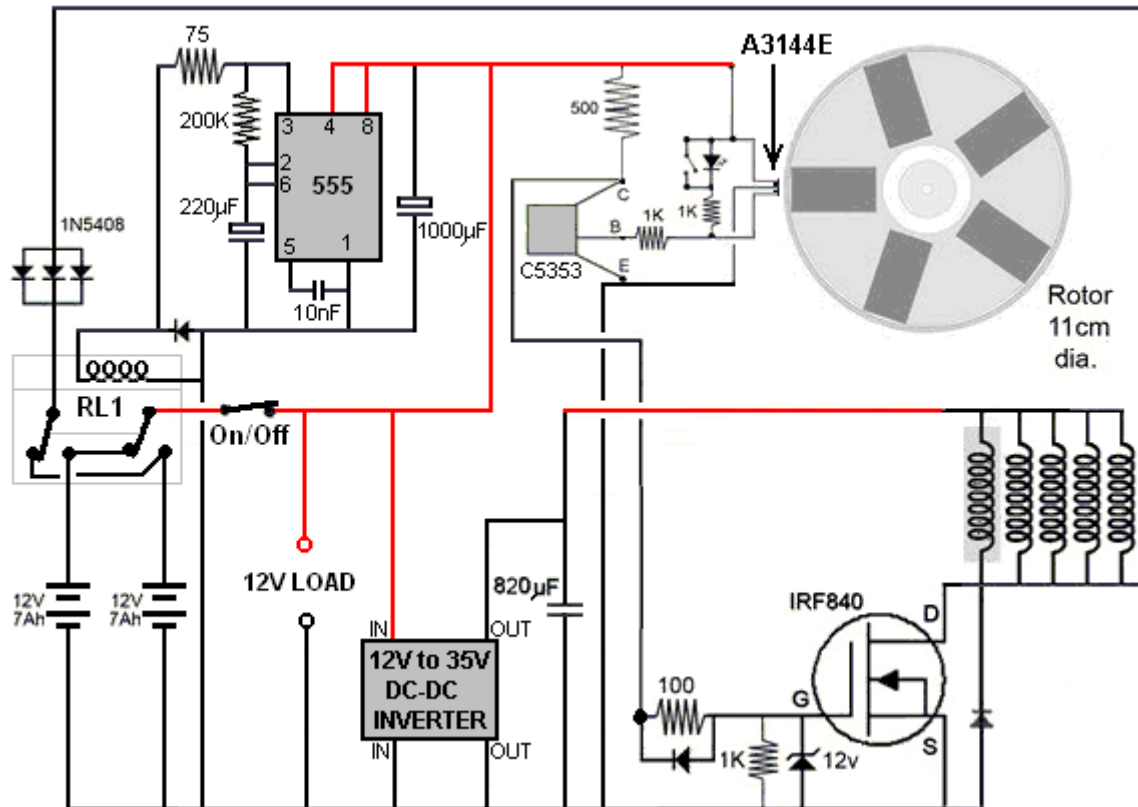 75
A3144E
500
200K
3
4
8
2
6
555
220µF
1000µF
5
1
10nF
1N5408
C
B
E
1K
1K
C5353
Rotor
11cm
dia.
RL1
On/Off
12V LOAD
12V
7Ah
12V
7Ah
820µF
IN
OUT
12V to 35V
DC-DC
INVERTER
IN
OUT
IRF840
D
G
S
100
1K
12v